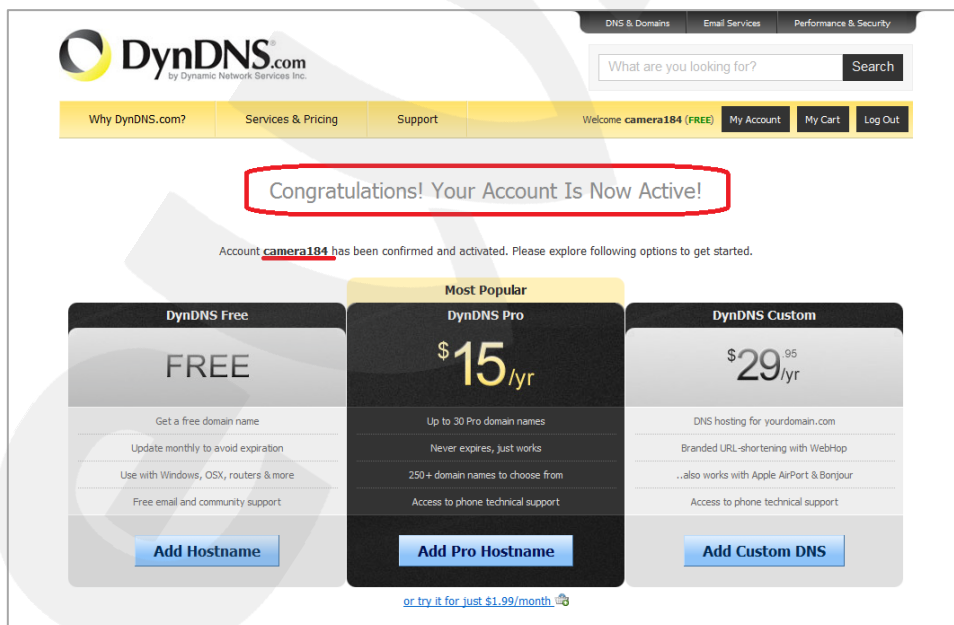 DNS & Domains Email Services Performance & Security
DynDNS.com
by Dynamic Network Services Inc.
What are you looking for? Search
Why DynDNS.com? Services & Pricing Support Welcome camera184 (FREE) My Account My Cart Log Out
Congratulations! Your Account Is Now Active!
Account camera184 has been confirmed and activated. Please explore following options to get started.
Most Popular
DynDNS Free DynDNS Pro DynDNS Custom
FREE $15/yr $29.95/yr
Get a free domain name Up to 30 Pro domain names DNS hosting for yourdomain.com
Update monthly to avoid expiration Never expires, just works Branded URL-shortening with WebHop
Use with Windows, OSX, routers & more 250+ domain names to choose from ..also works with Apple AirPort & Bonjour
Free email and community support Access to phone technical support Access to phone technical support
Add Hostname Add Pro Hostname Add Custom DNS
or try it for just $1.99/month